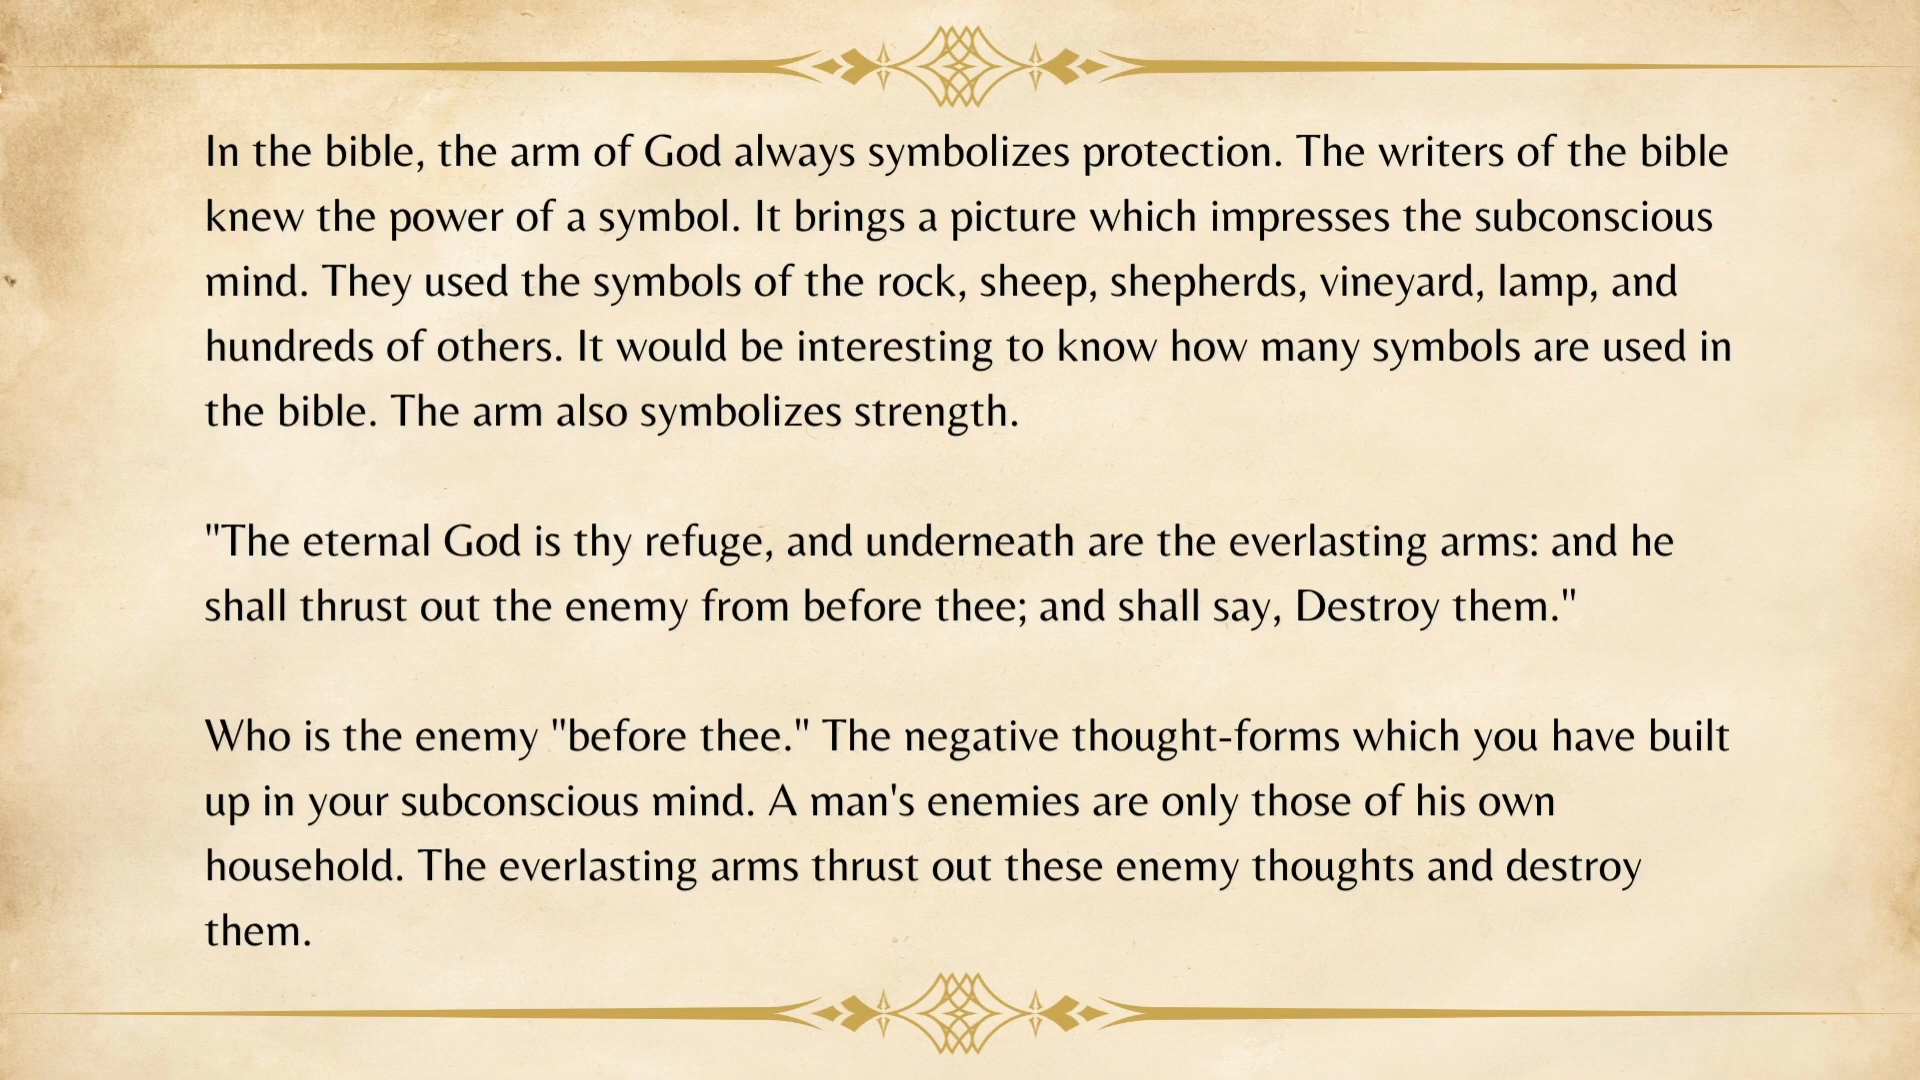 In the bible, the arm of God always symbolizes protection. The writers of the bible
knew the power of a symbol. It brings a picture which impresses the subconscious
mind. They used the symbols of the rock, sheep, shepherds, vineyard, lamp, and
hundreds of others. It would be interesting to know how many symbols are used in
the bible. The arm also symbolizes strength.
"The eternal God is thy refuge, and underneath are the everlasting arms: and he
shall thrust out the enemy from before thee; and shall say, Destroy them."
Who is the enemy "before thee." The negative thought-forms which you have built
up in your subconscious mind. A man's enemies are only those of his own
household. The everlasting arms thrust out these enemy thoughts and destroy
them.